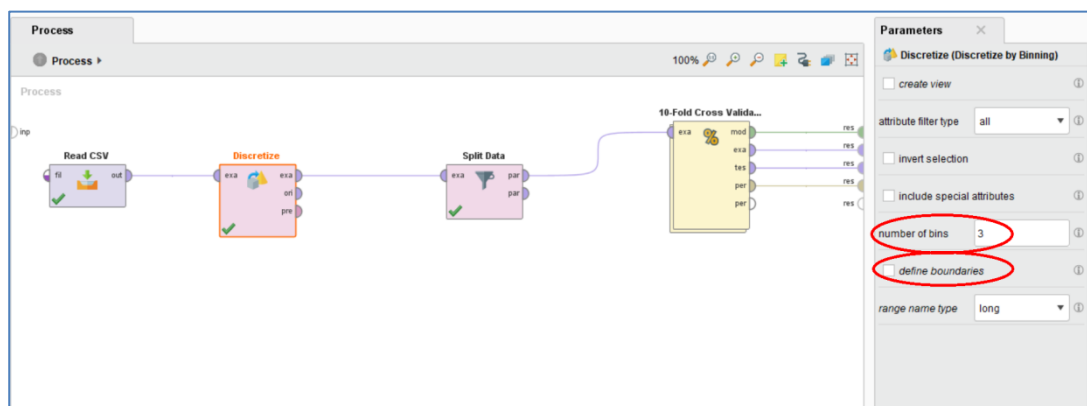 Process
Process
100%
Process
inp
Read CSV
fil out
Discretize
exa exa
ori
pre
Split Data
exa par
par
10-Fold Cross Valida...
exa mod
exa
tes
per
per
res
res
res
res
res
Parameters
Discretize (Discretize by Binning)
create view
attribute filter type all
invert selection
include special attributes
number of bins 3
define boundaries
range name type long